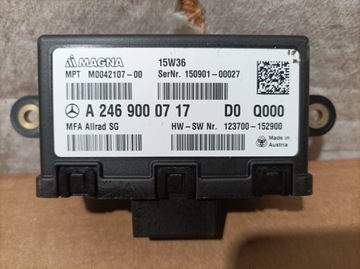 MAGNA 15W36
MPT M0042107-00 SerNr. 150901-00027
A 246 900 07 17 D0 Q000
MFA Allrad SG HW-SW Nr. 123700-152900
Made in
Austria